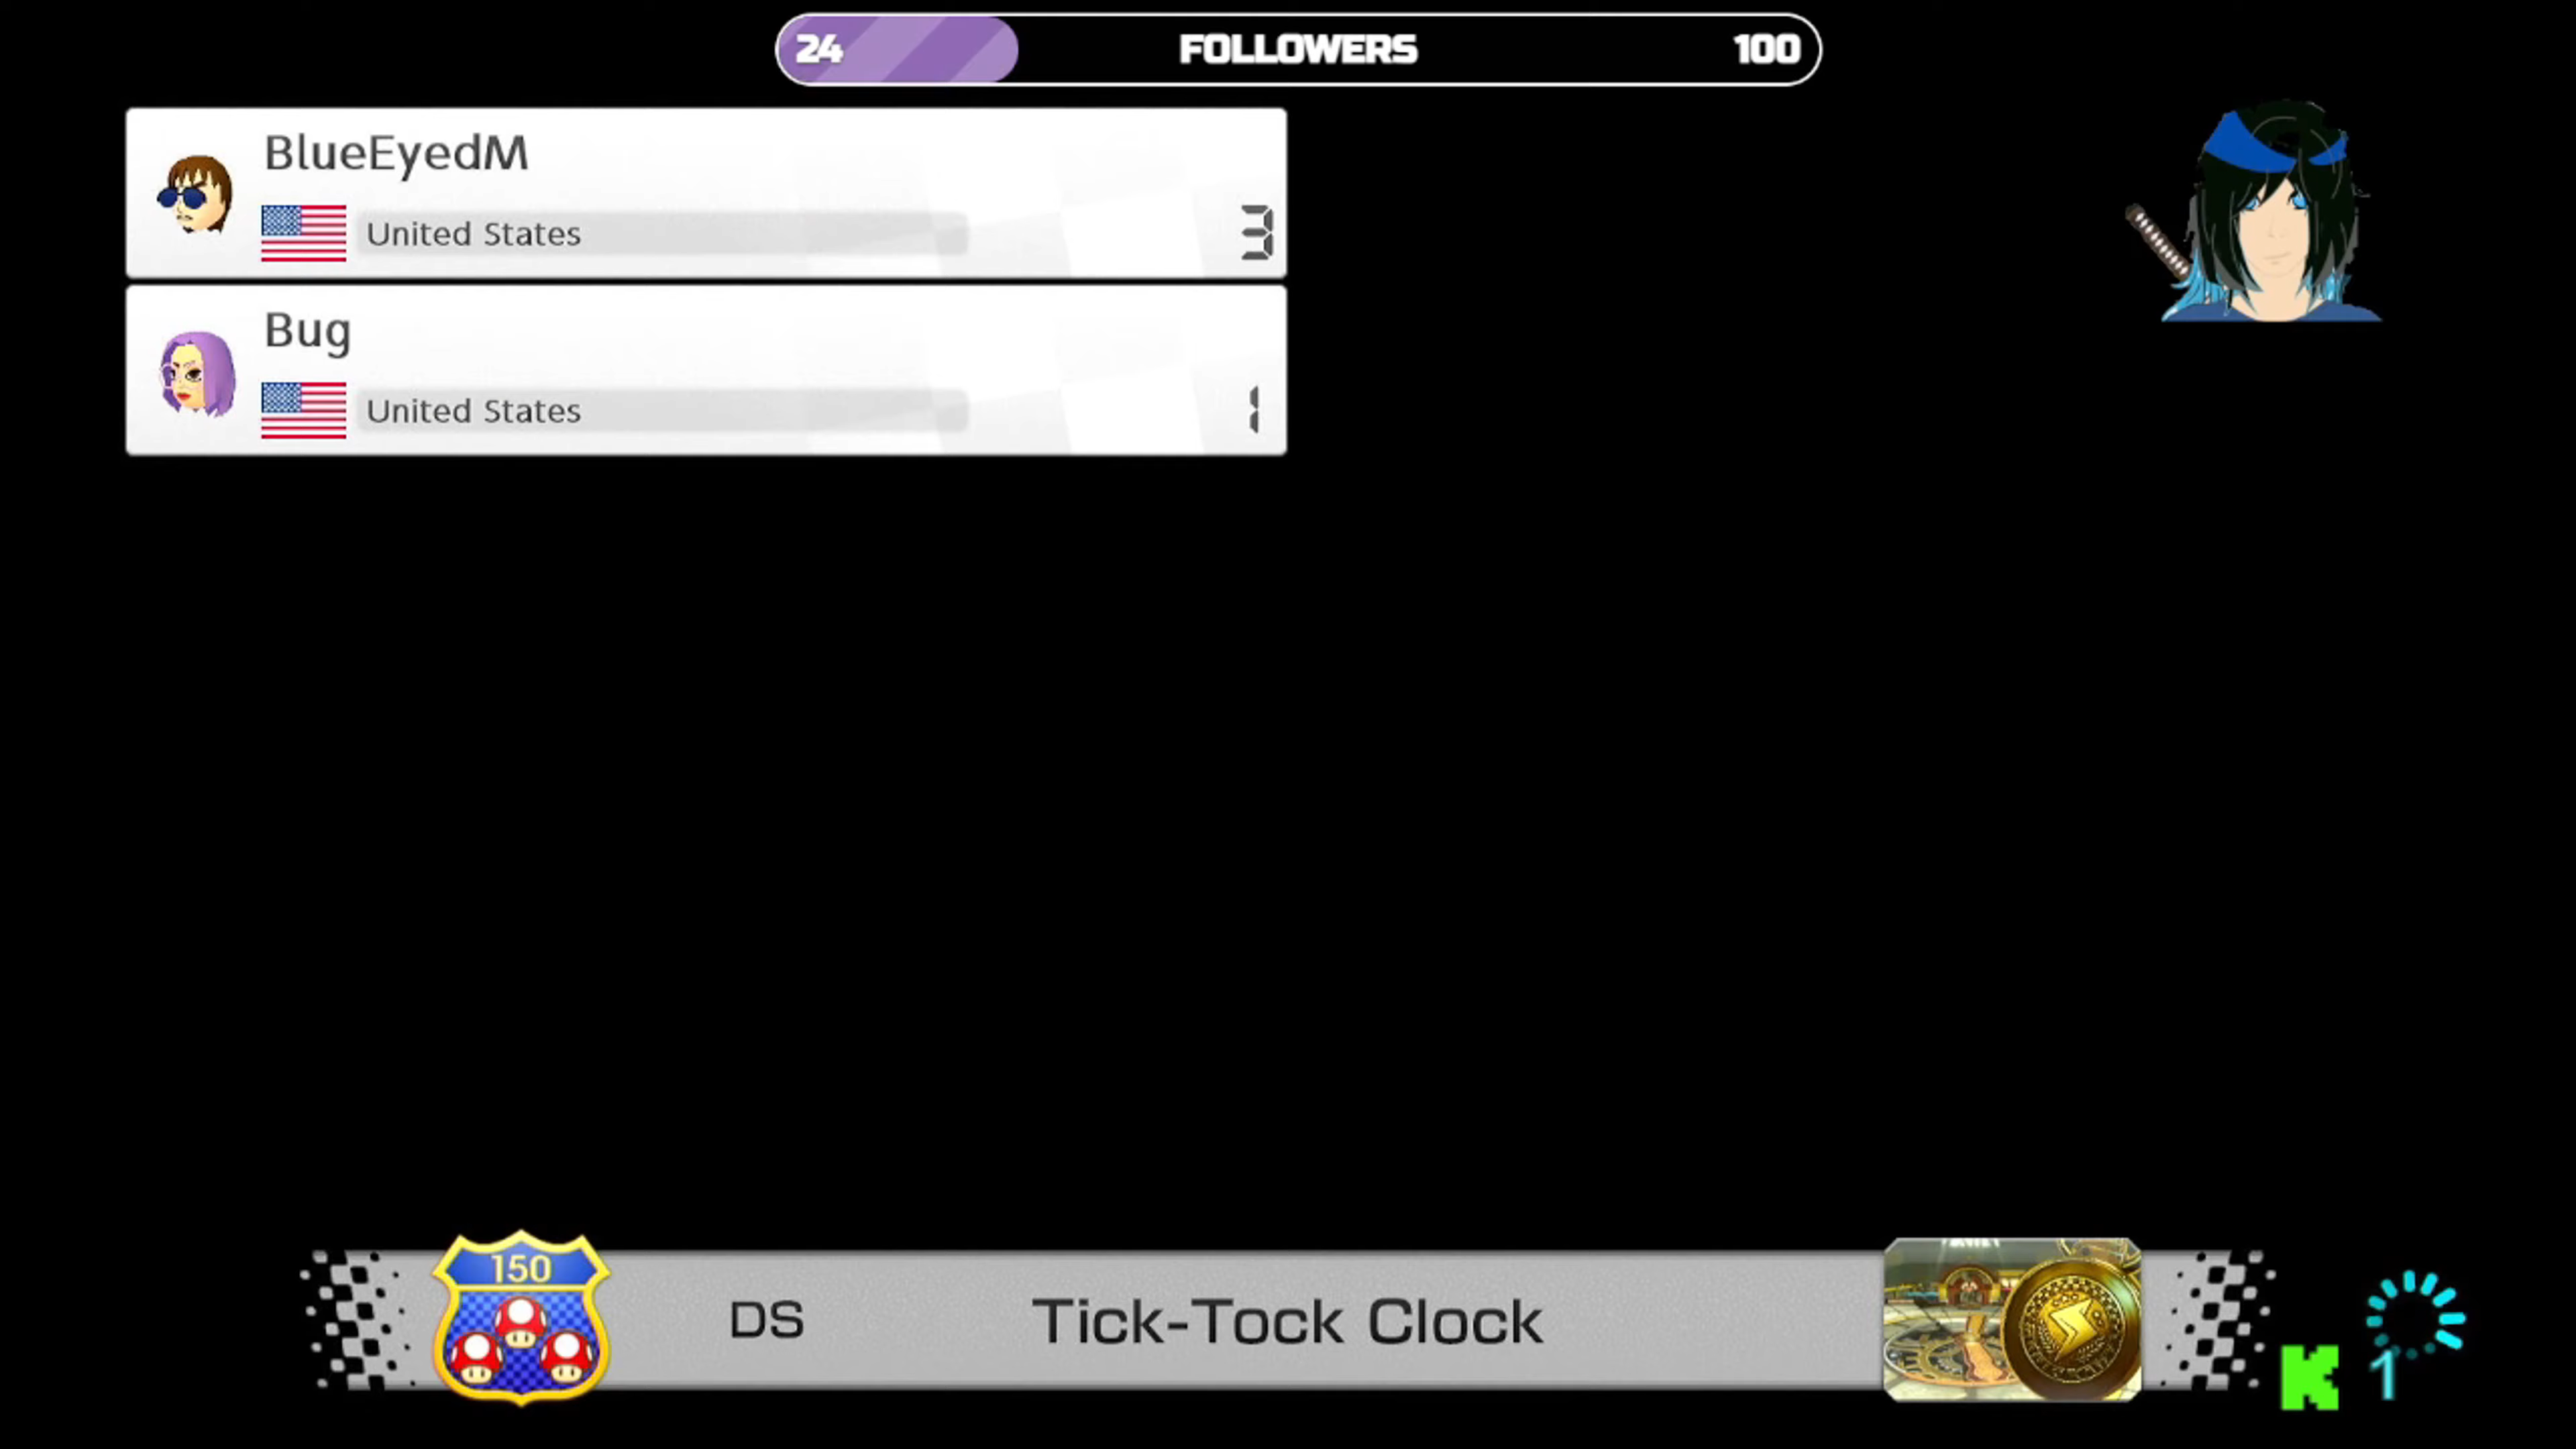 24 FOLLOWERS 100
BlueEyedM
United States
3
Bug
United States
1
150
DS Tick-Tock Clock
K 1